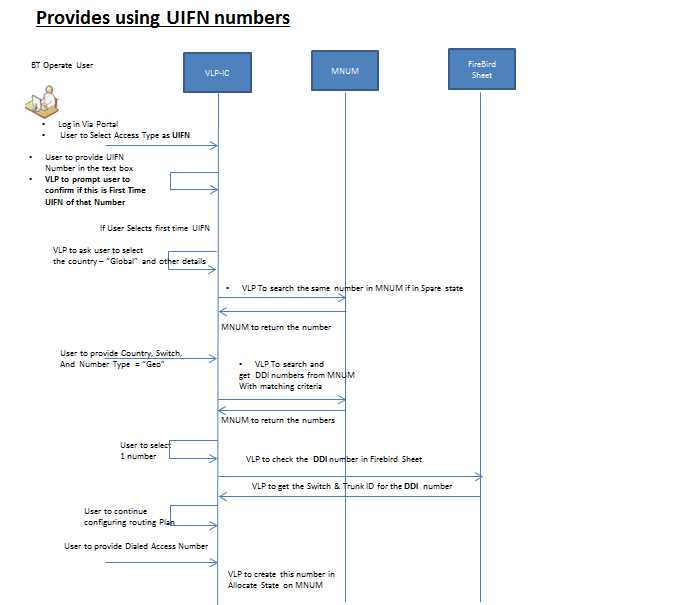 Provides using UIFN numbers
BT Operate User
VLP-IC
MNUM
FireBird
Sheet
• Log in Via Portal
• User to Select Access Type as UIFN
• User to provide UIFN
Number in the text box
• VLP to prompt user to
confirm if this is First Time
UIFN of that Number
If User Selects first time UIFN
VLP to ask user to select
the country – "Global" and other details
• VLP To search the same number in MNUM if in Spare state
MNUM to return the number
User to provide Country, Switch,
And Number Type = "Geo"
• VLP To search and
get DDI numbers from MNUM
With matching criteria
MNUM to return the numbers
User to select
1 number
VLP to check the DDI number in Firebird Sheet
VLP to get the Switch & Trunk ID for the DDI number
User to continue
configuring routing Plan
User to provide Dialed Access Number
VLP to create this number in
Allocate State on MNUM